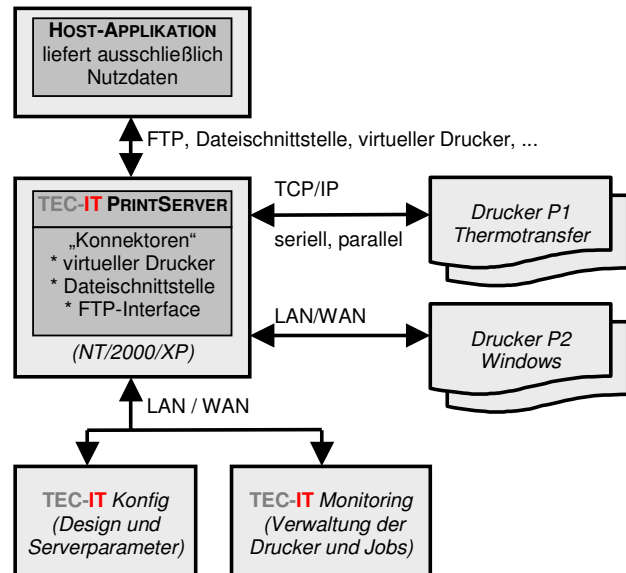 HOST-APPLIKATION
liefert ausschließlich
Nutzdaten
FTP, Dateischnittstelle, virtueller Drucker, ...
TEC-IT PRINTSERVER
„Konnektoren“
* virtueller Drucker
* Dateischnittstelle
* FTP-Interface
(NT/2000/XP)
TCP/IP
seriell, parallel
Drucker P1
Thermotransfer
LAN/WAN
Drucker P2
Windows
LAN / WAN
TEC-IT Konfig
(Design und
Serverparameter)
TEC-IT Monitoring
(Verwaltung der
Drucker und Jobs)